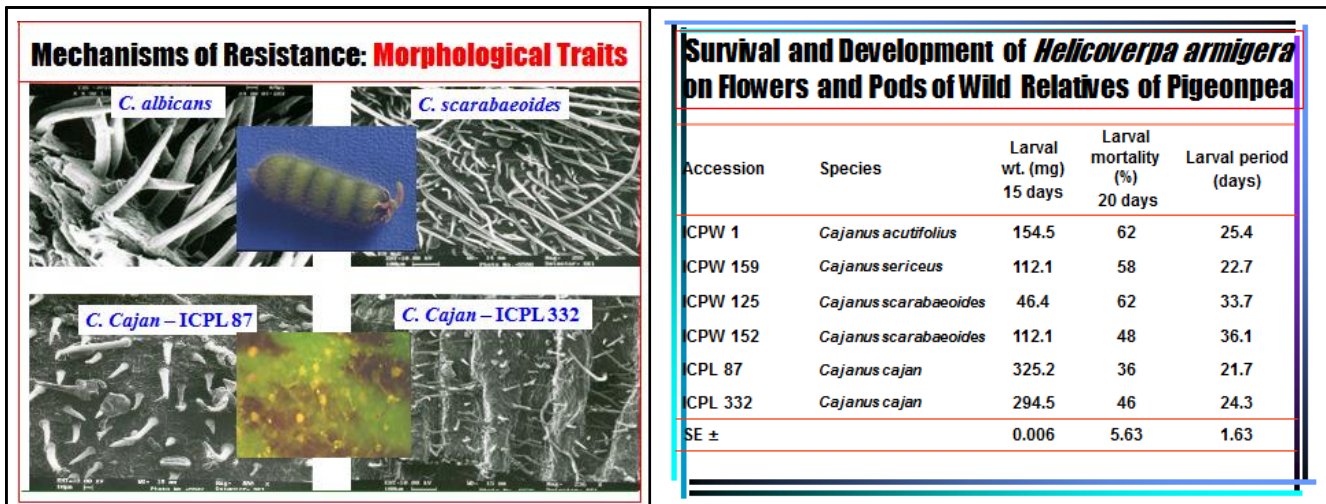 Mechanisms of Resistance: Morphological Traits
C. albicans
C. scarabaeoides
C. Cajan – ICPL 87
C. Cajan – ICPL 332
Survival and Development of Helicoverpa armigera
on Flowers and Pods of Wild Relatives of Pigeonpea
Accession Species Larval wt. (mg) 15 days Larval mortality (%) 20 days Larval period (days)
ICPW 1 Cajanus acutifolius 154.5 62 25.4
ICPW 159 Cajanus sericeus 112.1 58 22.7
ICPW 125 Cajanus scarabaeoides 46.4 62 33.7
ICPW 152 Cajanus scarabaeoides 112.1 48 36.1
ICPL 87 Cajanus cajan 325.2 36 21.7
ICPL 332 Cajanus cajan 294.5 46 24.3
SE ± 0.006 5.63 1.63